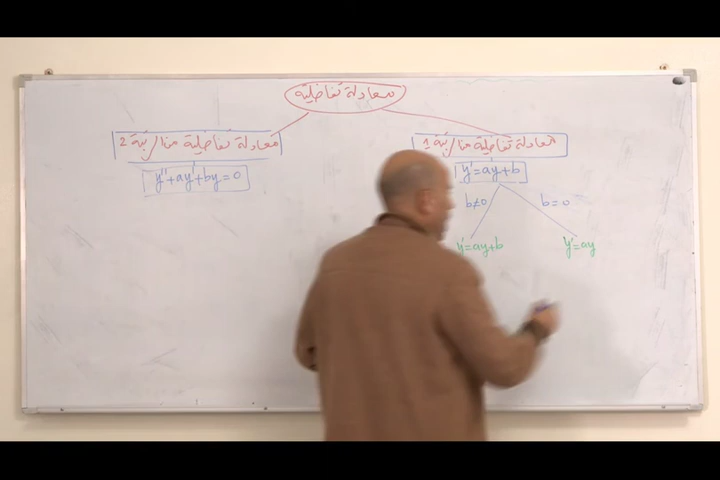 معادلة تفاضلية
معادلة تفاضلية من الرتبة 1
y'=ay+b
b≠0
b=0
y'=ay+b
y'=ay
معادلة تفاضلية من الرتبة 2
y''+ay'+by=0